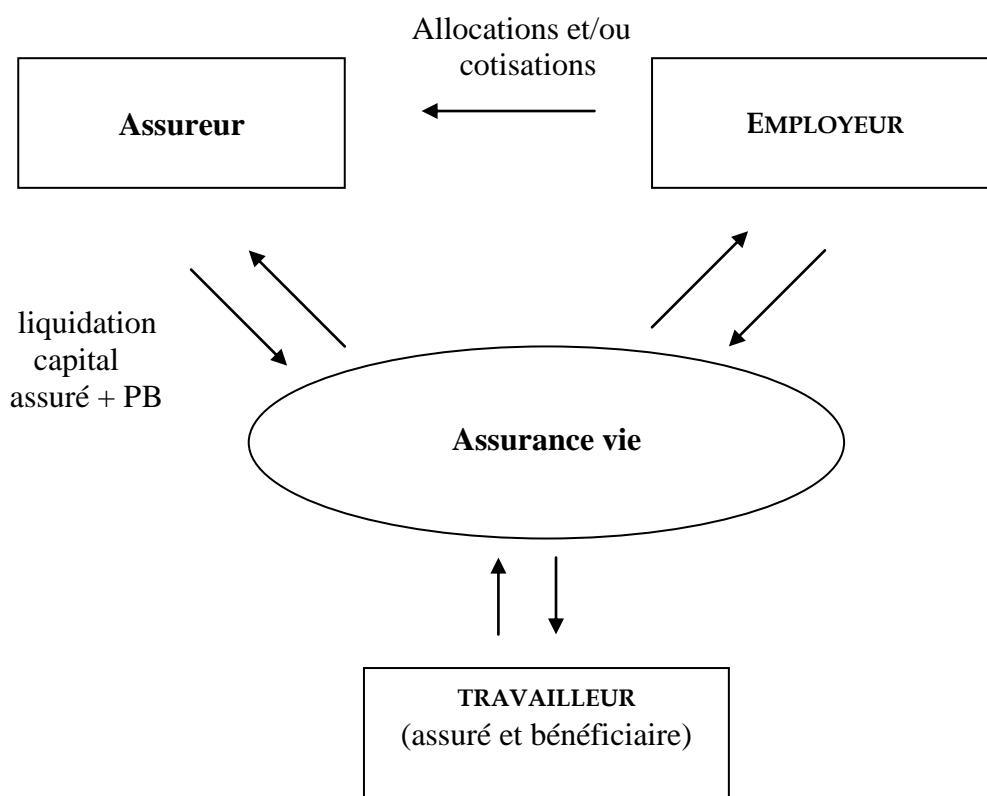 Allocations et/ou
cotisations
Assureur
EMPLOYEUR
liquidation
capital
assuré + PB
Assurance vie
TRAVAILLEUR
(assuré et bénéficiaire)